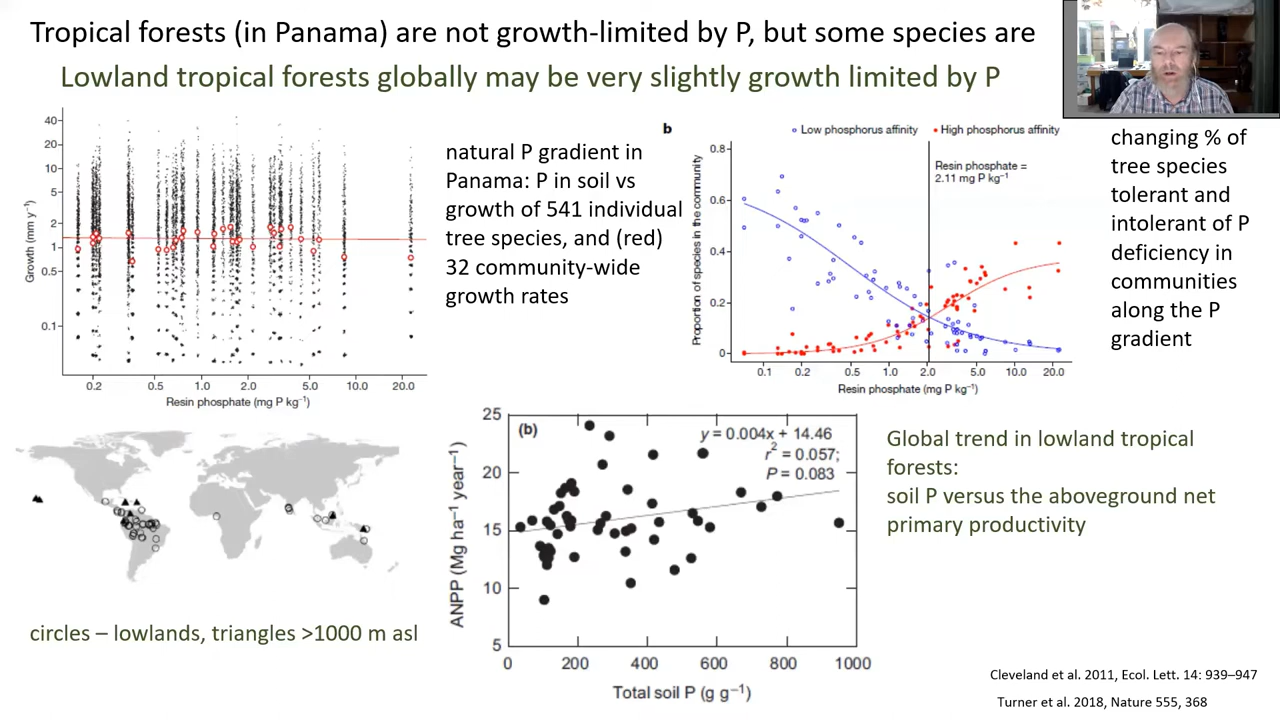 Tropical forests (in Panama) are not growth-limited by P, but some species are
Lowland tropical forests globally may be very slightly growth limited by P
40
20
10
5
2
1
0.5
0.1
Growth (mm y⁻¹)
0.2
0.5
1.0
2.0
5.0
10.0
20.0
Resin phosphate (mg P kg⁻¹)
natural P gradient in
Panama: P in soil vs
growth of 541 individual
tree species, and (red)
32 community-wide
growth rates
b
Low phosphorus affinity
High phosphorus affinity
Resin phosphate =
2.11 mg P kg⁻¹
0.8
0.6
0.4
0.2
0
Proportion of species in the community
0.1
0.2
0.5
1.0
2.0
5.0
10.0
20.0
Resin phosphate (mg P kg⁻¹)
changing % of
tree species
tolerant and
intolerant of P
deficiency in
communities
along the P
gradient
circles – lowlands, triangles >1000 m asl
(b)
y = 0.004x + 14.46
r² = 0.057;
P = 0.083
25
20
15
10
5
ANPP (Mg ha⁻¹ year⁻¹)
0
200
400
600
800
1000
Total soil P (g g⁻¹)
Global trend in lowland tropical
forests:
soil P versus the aboveground net
primary productivity
Cleveland et al. 2011, Ecol. Lett. 14: 939–947
Turner et al. 2018, Nature 555, 368